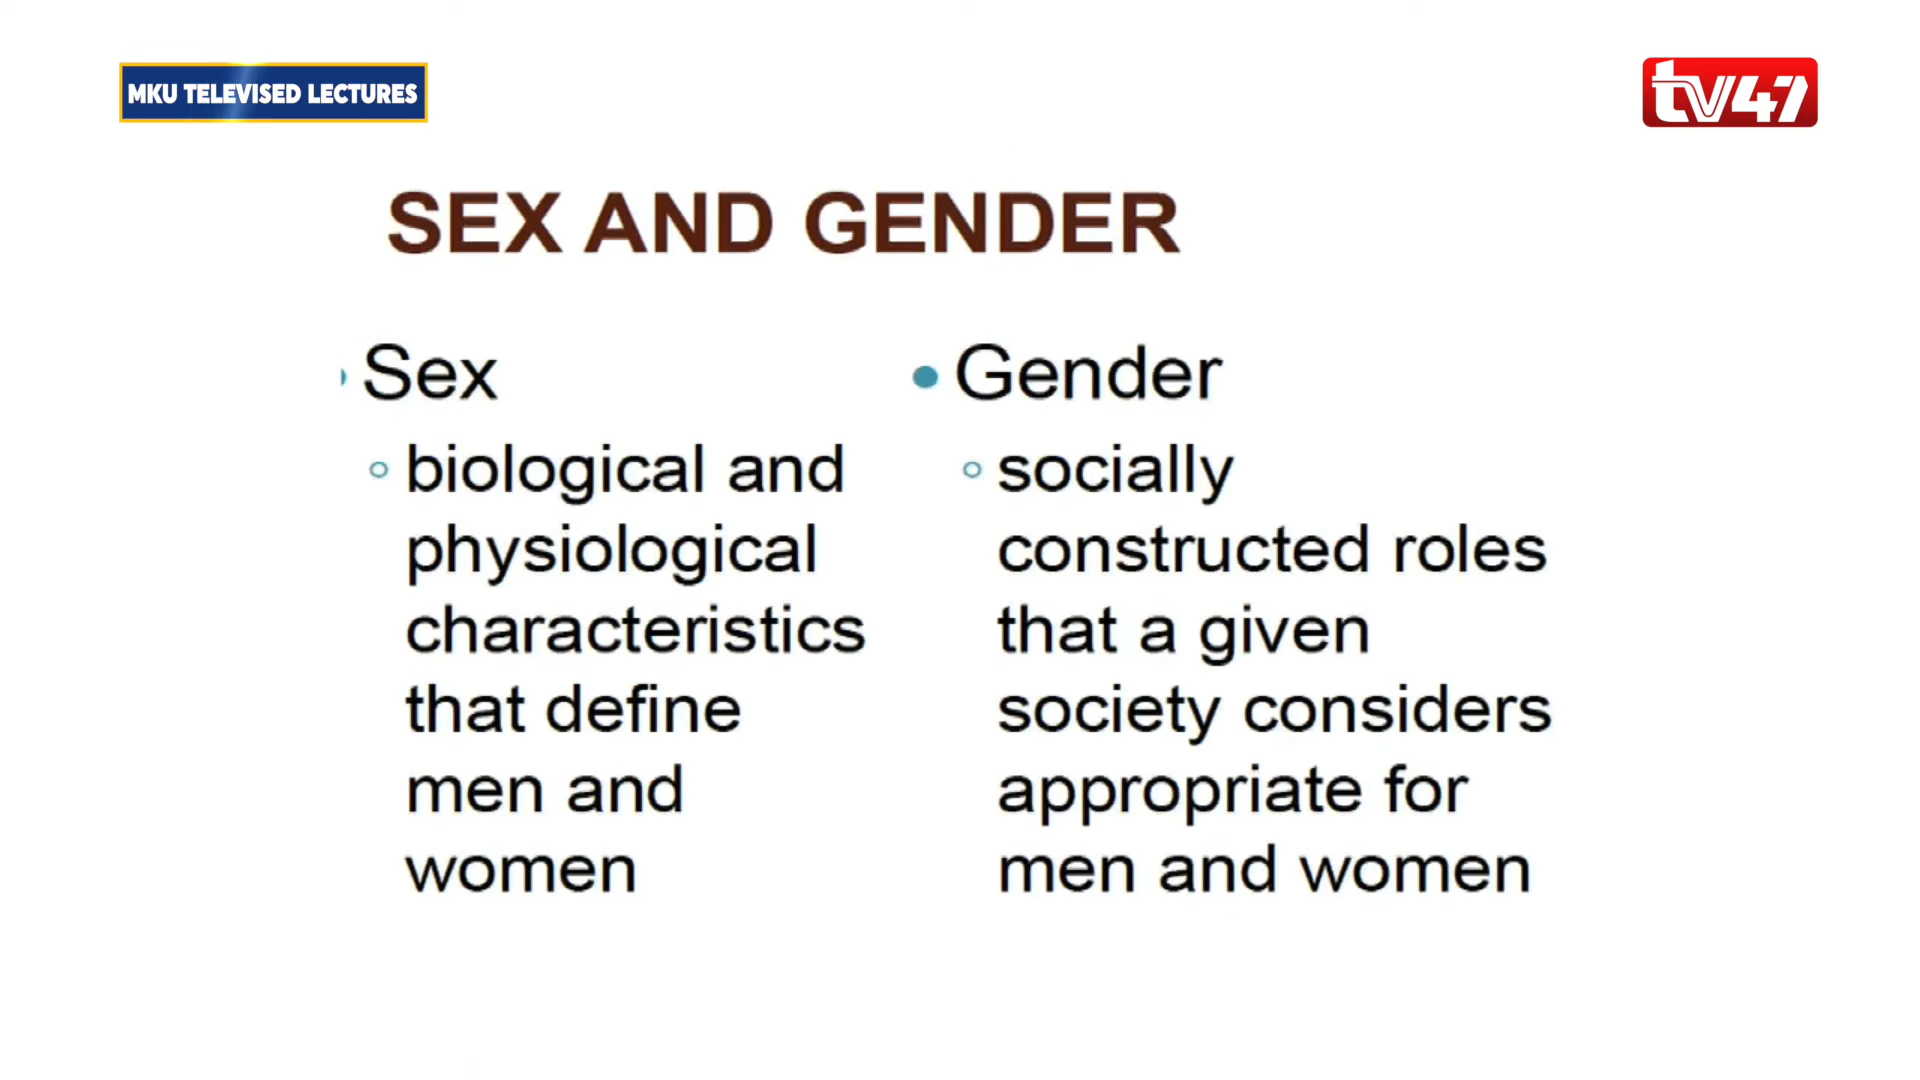 MKU TELEVISED LECTURES
tv47
SEX AND GENDER
Sex
biological and
physiological
characteristics
that define
men and
women
Gender
socially
constructed roles
that a given
society considers
appropriate for
men and women